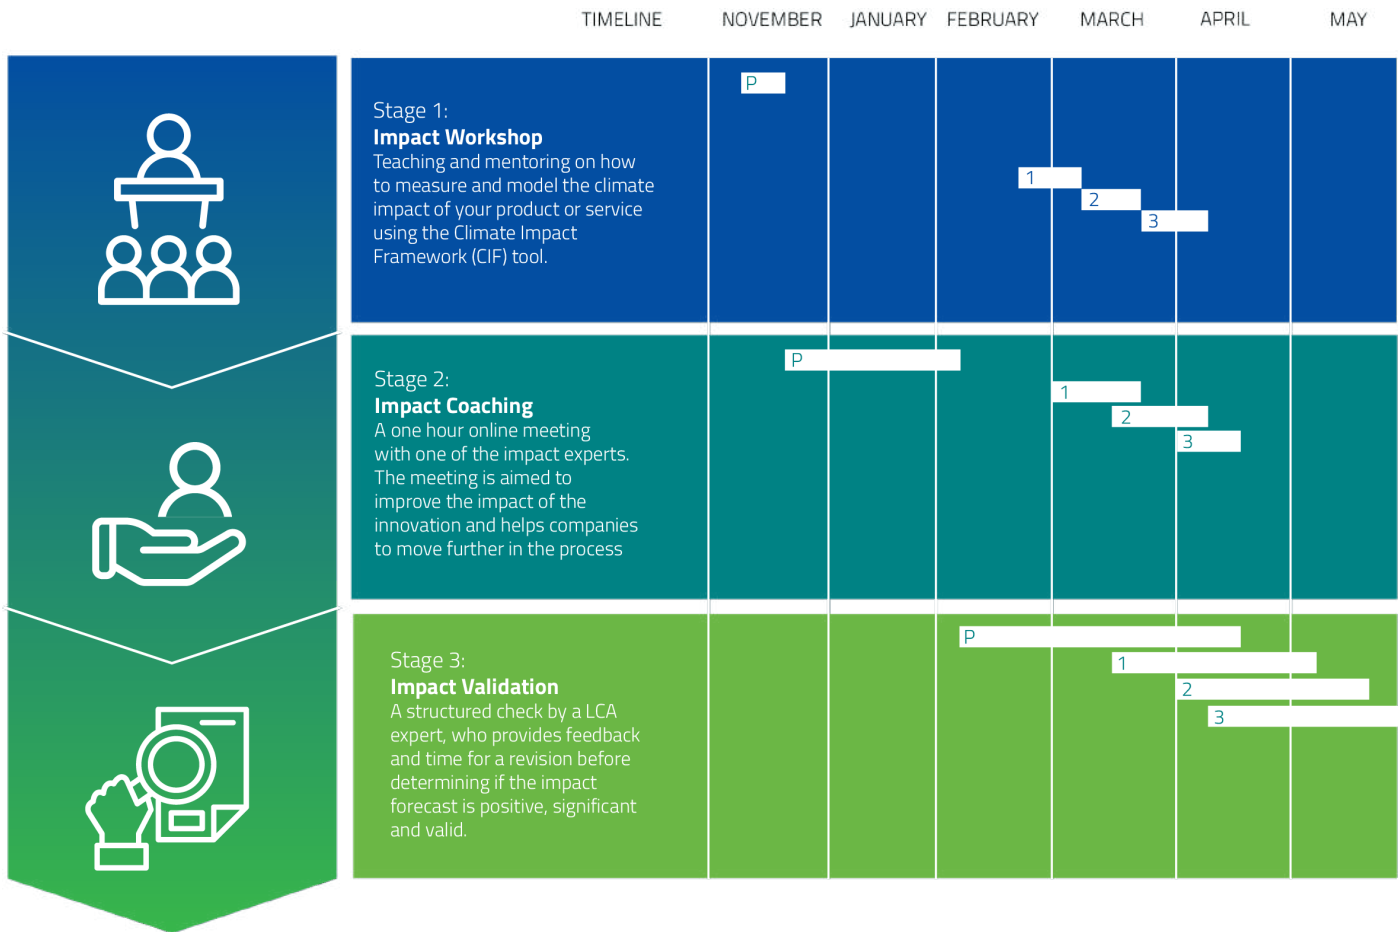 TIMELINE NOVEMBER JANUARY FEBRUARY MARCH APRIL MAY
Stage 1:
Impact Workshop
Teaching and mentoring on how
to measure and model the climate
impact of your product or service
using the Climate Impact
Framework (CIF) tool.
P
1
2
3
Stage 2:
Impact Coaching
A one hour online meeting
with one of the impact experts.
The meeting is aimed to
improve the impact of the
innovation and helps companies
to move further in the process
P
1
2
3
Stage 3:
Impact Validation
A structured check by a LCA
expert, who provides feedback
and time for a revision before
determining if the impact
forecast is positive, significant
and valid.
P
1
2
3